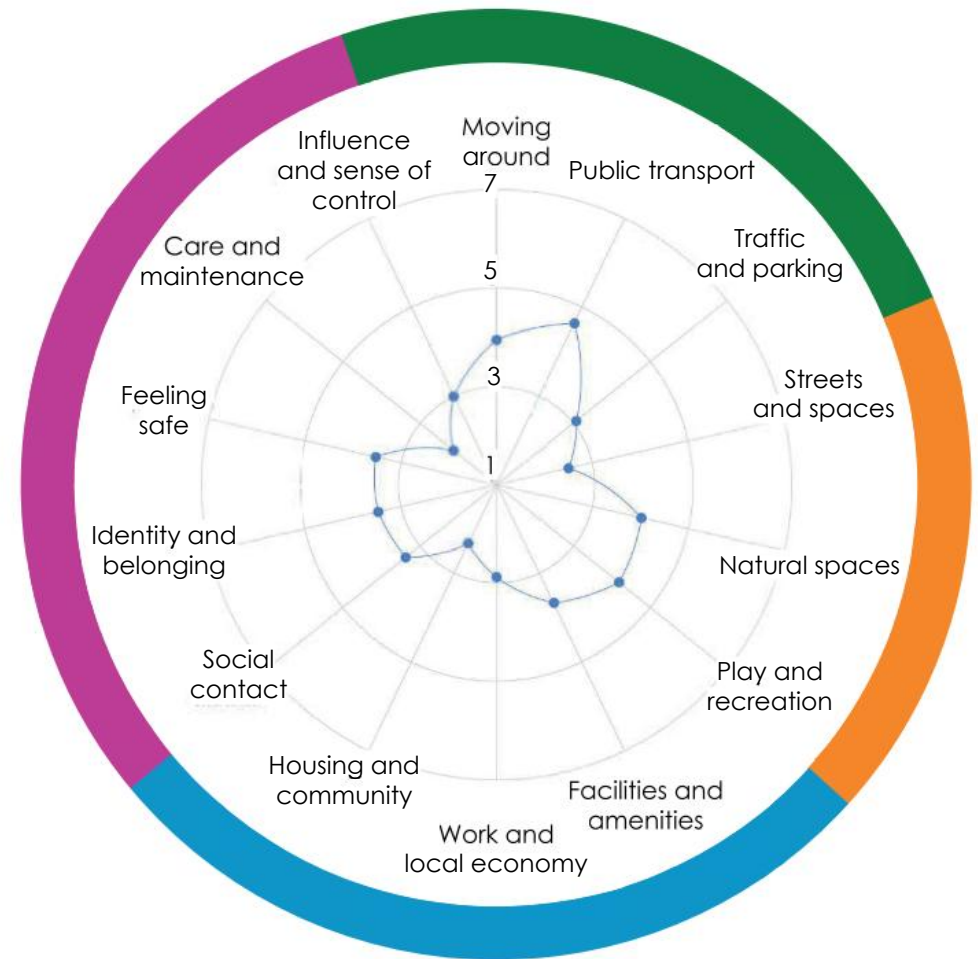 Moving
around
Public transport
Traffic
and parking
Streets
and spaces
Natural spaces
Play and
recreation
Facilities and
amenities
Work and
local economy
Housing and
community
Social
contact
Identity and
belonging
Feeling
safe
Care and
maintenance
Influence
and sense of
control
7
5
3
1